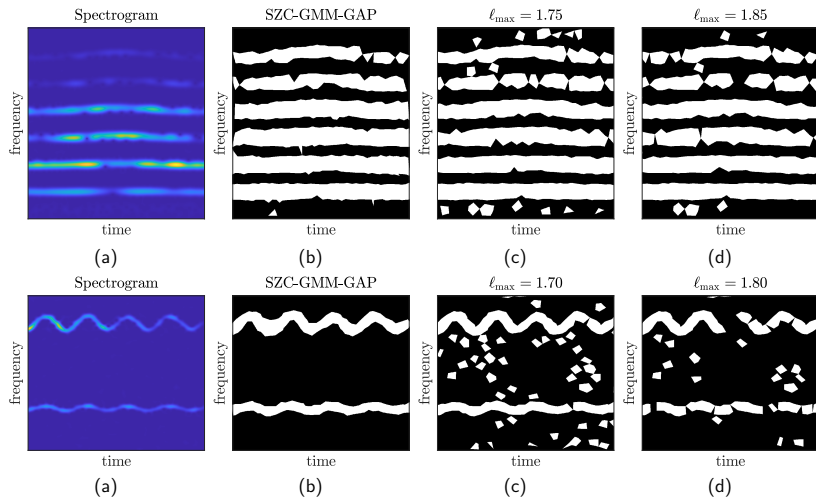 Spectrogram SZC-GMM-GAP ℓmax = 1.75 ℓmax = 1.85
frequency frequency frequency frequency
time time time time
(a) (b) (c) (d)
Spectrogram SZC-GMM-GAP ℓmax = 1.70 ℓmax = 1.80
frequency frequency frequency frequency
time time time time
(a) (b) (c) (d)